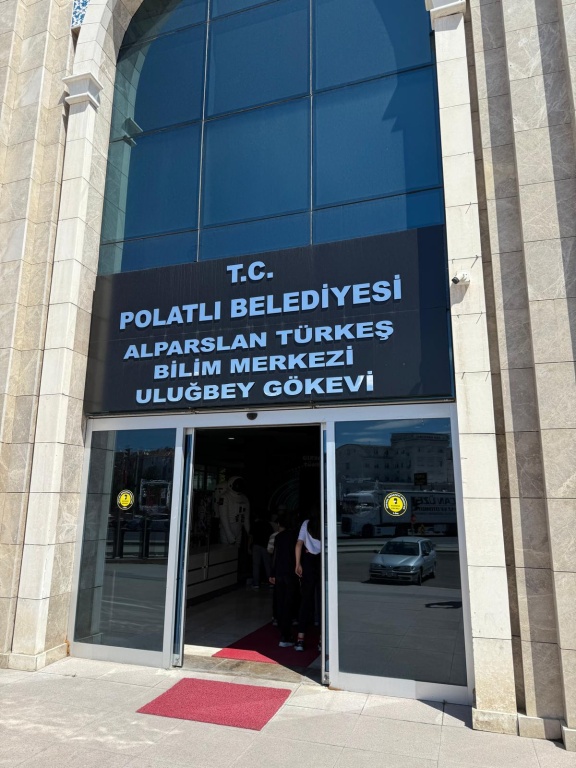 T.C.
POLATLI BELEDİYESİ
ALPARSLAN TÜRKEŞ
BİLİM MERKEZİ
ULUĞBEY GÖKEVİ